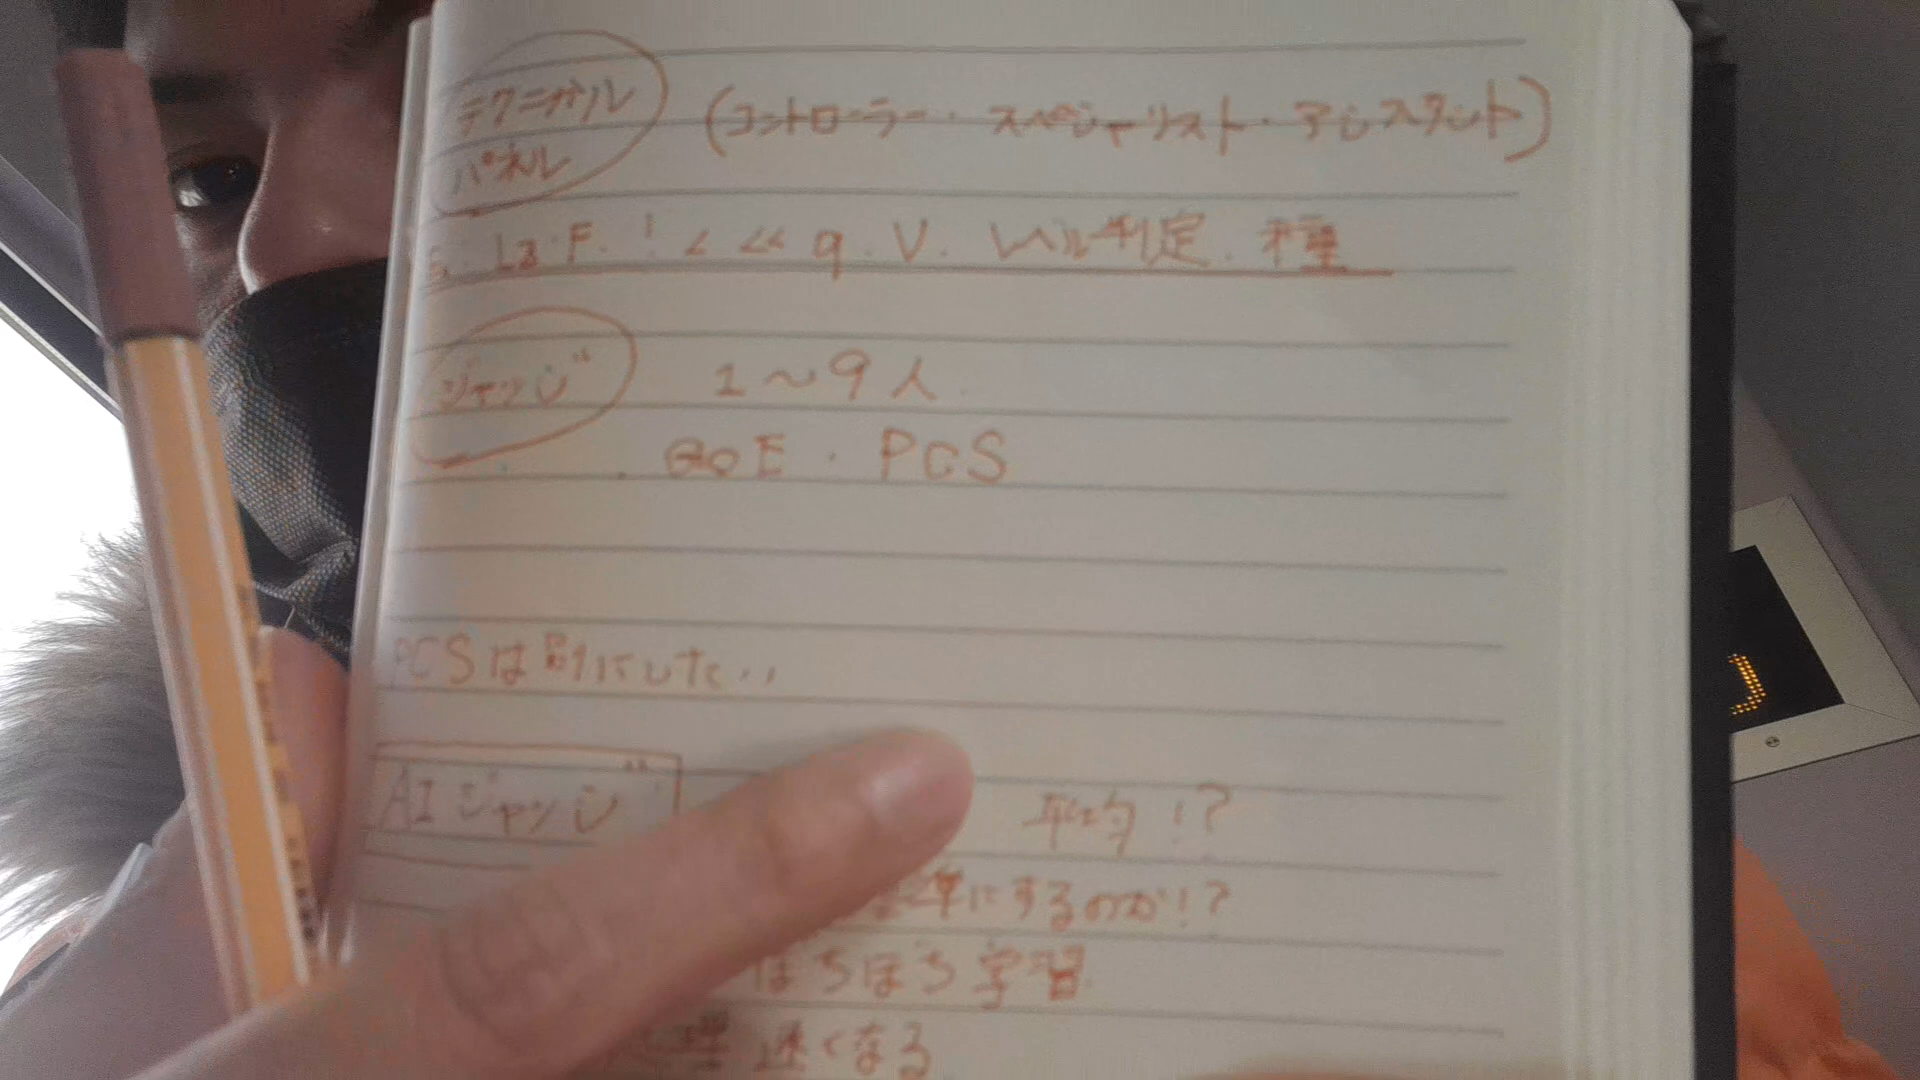 テクニカル
パネル
(コントローラー・スペシャリスト・アシスタント)
S. Lz. F. ! < << q. V. レベル判定. 種
ジャッジ
1〜9人.
GOE・PCS
PCSは別にした..
AIジャッジ
平均!?
準にするのか!?
ぼちぼち学習
速くなる